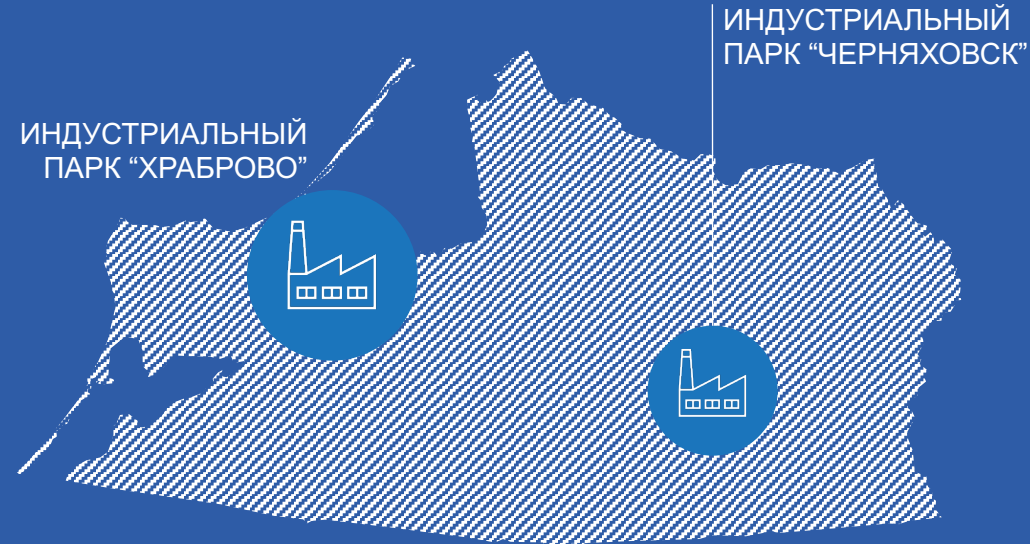 ИНДУСТРИАЛЬНЫЙ
ПАРК “ЧЕРНЯХОВСК”
ИНДУСТРИАЛЬНЫЙ
ПАРК “ХРАБРОВО”